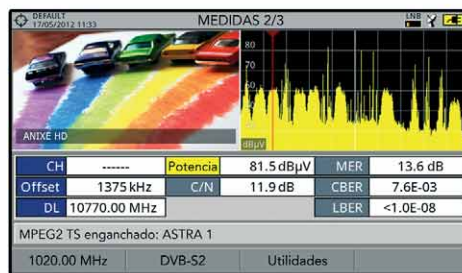 DEFAULT
17/05/2012 11:33
MEDIDAS 2/3
LNB
80
70
60
dBµV
ANIXE HD
CH ------ Potencia 81.5 dBµV MER 13.6 dB
Offset 1375 kHz C/N 11.9 dB CBER 7.6E-03
DL 10770.00 MHz LBER <1.0E-08
MPEG2 TS enganchado: ASTRA 1
1020.00 MHz DVB-S2 Utilidades